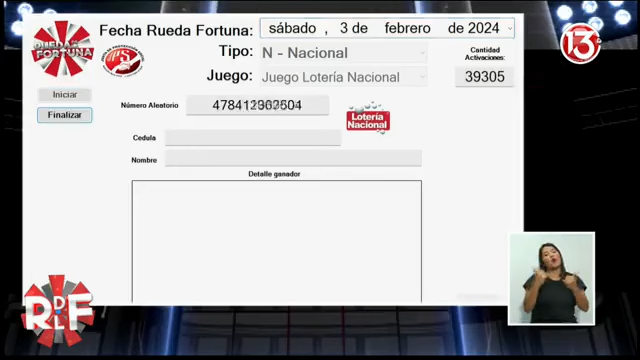 Fecha Rueda Fortuna: sábado , 3 de febrero de 2024
Tipo: N - Nacional
Juego: Juego Lotería Nacional
Cantidad
Activaciones:
39305
13
RUEDA DE LA
FORTUNA
JPS
Iniciar
Finalizar
Número Aleatorio
Lotería
Nacional
Cedula
Nombre
Detalle ganador
RDLF